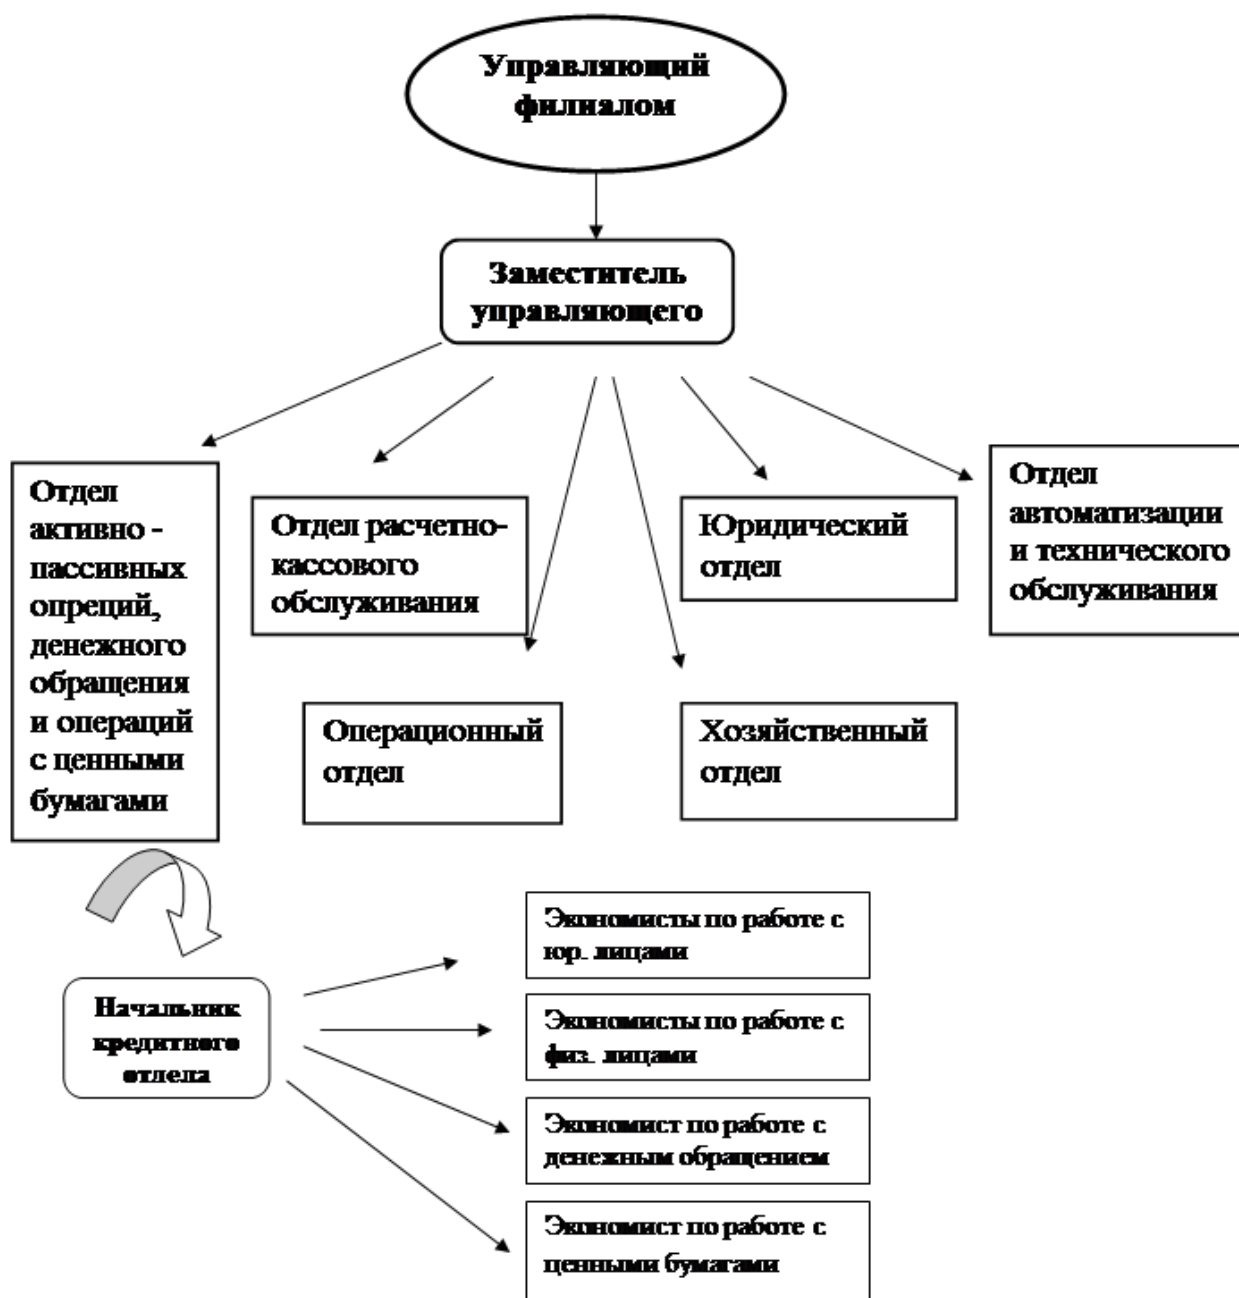 Управляющий
филиалом
Заместитель
управляющего
Отдел
активно -
пассивных
опреций,
денежного
обращения
и операций
с ценными
бумагами
Отдел расчетно-
кассового
обслуживания
Юридический
отдел
Отдел
автоматизации
и технического
обслуживания
Операционный
отдел
Хозяйственный
отдел
Начальник
кредитного
отдела
Экономисты по работе с
юр. лицами
Экономисты по работе с
физ. лицами
Экономист по работе с
денежным обращением
Экономист по работе с
ценными бумагами